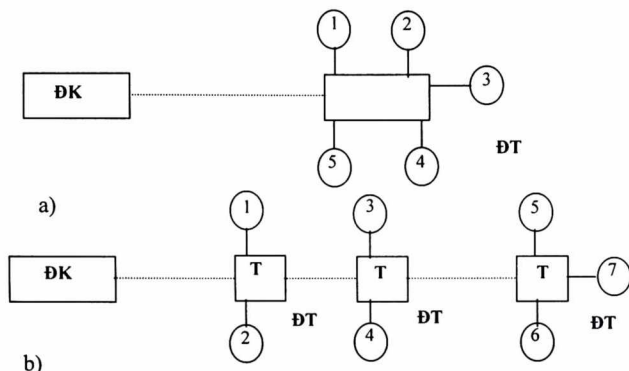 1 2
3
ĐK
5 4 ĐT
a)
1 3 5
ĐK T T T 7
ĐT ĐT ĐT
2 4 6
b)